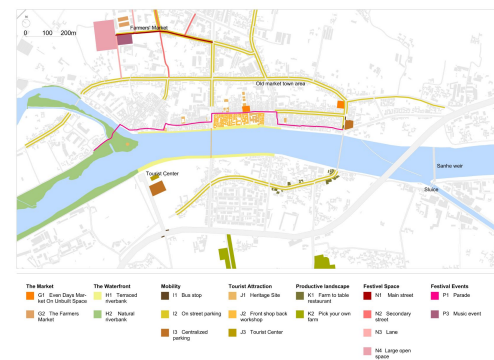 Farmers' Market
0 100 200m
Old market town area
Sanhe weir
Sluice
Tourist Center
The Market
G1 Even Days Mar-
ket On Unbuilt Space
G2 The Farmers
Market
The Waterfront
H1 Terraced
riverbank
H2 Natural
riverbank
Mobility
I1 Bus stop
I2 On street parking
I3 Centralized
parking
Tourist Attraction
J1 Heritage Site
J2 Front shop back
workshop
J3 Tourist Center
Productive landscape
K1 Farm to table
restaurant
K2 Pick your own
farm
Festivel Space
N1 Main street
N2 Secondary
street
N3 Lane
N4 Large open
space
Festival Events
P1 Parade
P3 Music event